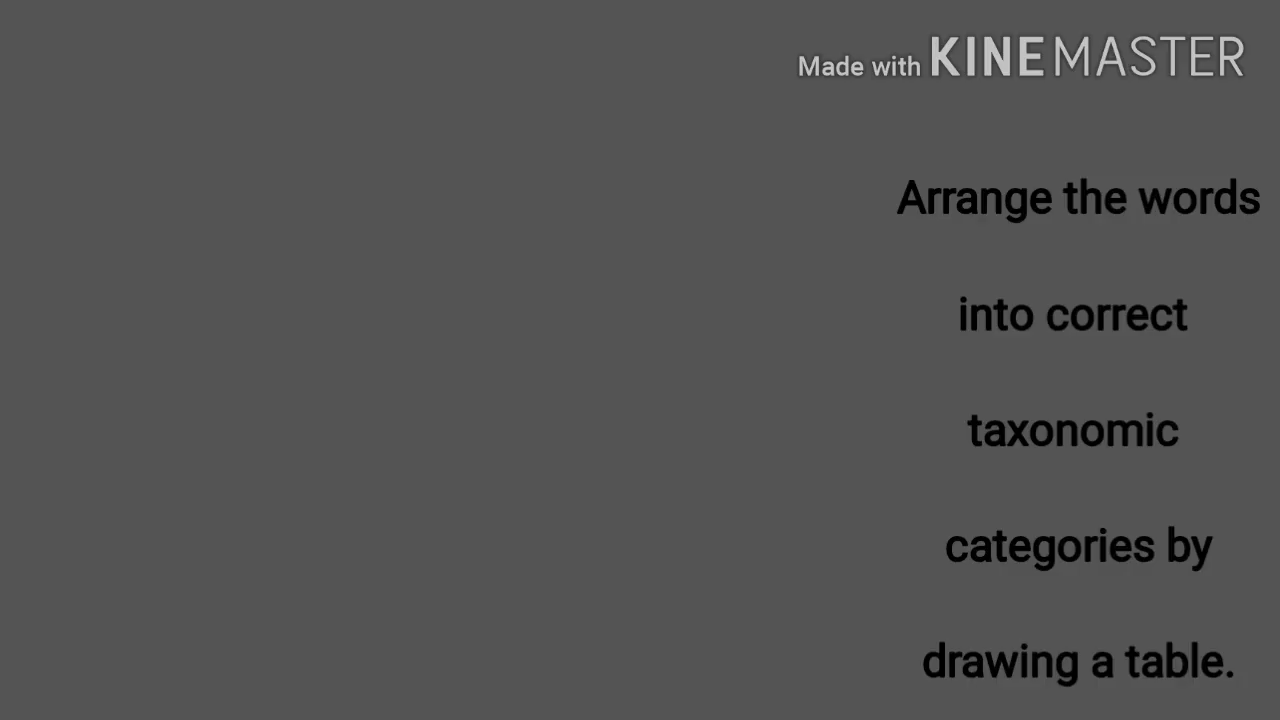 Made with KINEMASTER
Arrange the words
into correct
taxonomic
categories by
drawing a table.